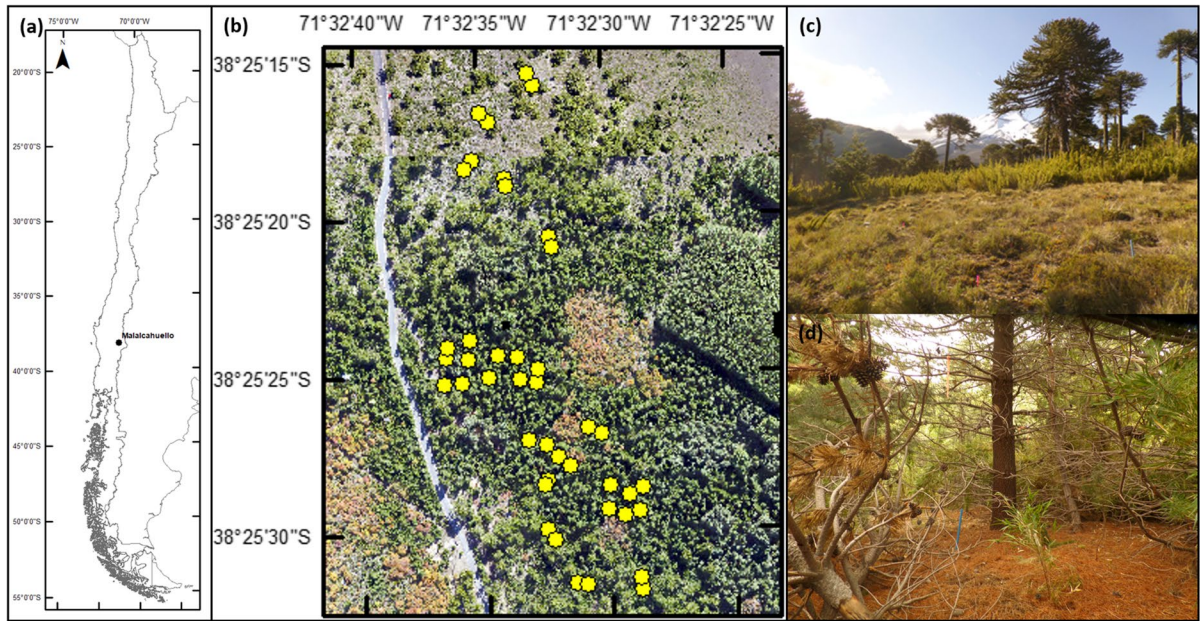 (a)
75°0'0"W 70°0'0"W
N
20°0'0"S
25°0'0"S
30°0'0"S
35°0'0"S
Malalcahuello
40°0'0"S
45°0'0"S
50°0'0"S
55°0'0"S
(b)
71°32'40"W 71°32'35"W 71°32'30"W 71°32'25"W
38°25'15"S
38°25'20"S
38°25'25"S
38°25'30"S
(c)
(d)